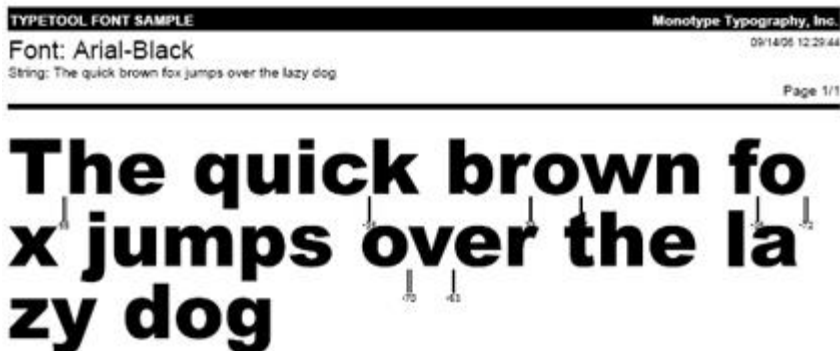 TYPETOOL FONT SAMPLE Monotype Typography, Inc.
Font: Arial-Black 09/14/06 12:29:44
String: The quick brown fox jumps over the lazy dog
Page 1/1
The quick brown fo
x jumps over the la
-70 -63
zy dog